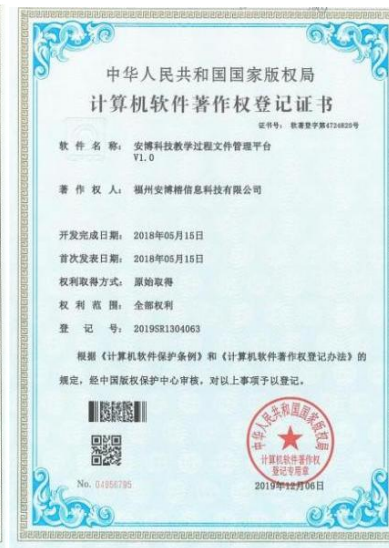 中华人民共和国国家版权局
计算机软件著作权登记证书
证书号： 软著登字第4724820号
软 件 名 称： 安博科技教学过程文件管理平台
V1.0
著 作 权 人： 福州安博榕信息科技有限公司
开发完成日期： 2018年05月15日
首次发表日期： 2018年05月15日
权利取得方式： 原始取得
权 利 范 围： 全部权利
登 记 号： 2019SR1304063
根据《计算机软件保护条例》和《计算机软件著作权登记办法》的
规定，经中国版权保护中心审核，对以上事项予以登记。
中华人民共和国国家版权局
计算机软件著作权
登记专用章
No. 04956785
2019年12月06日